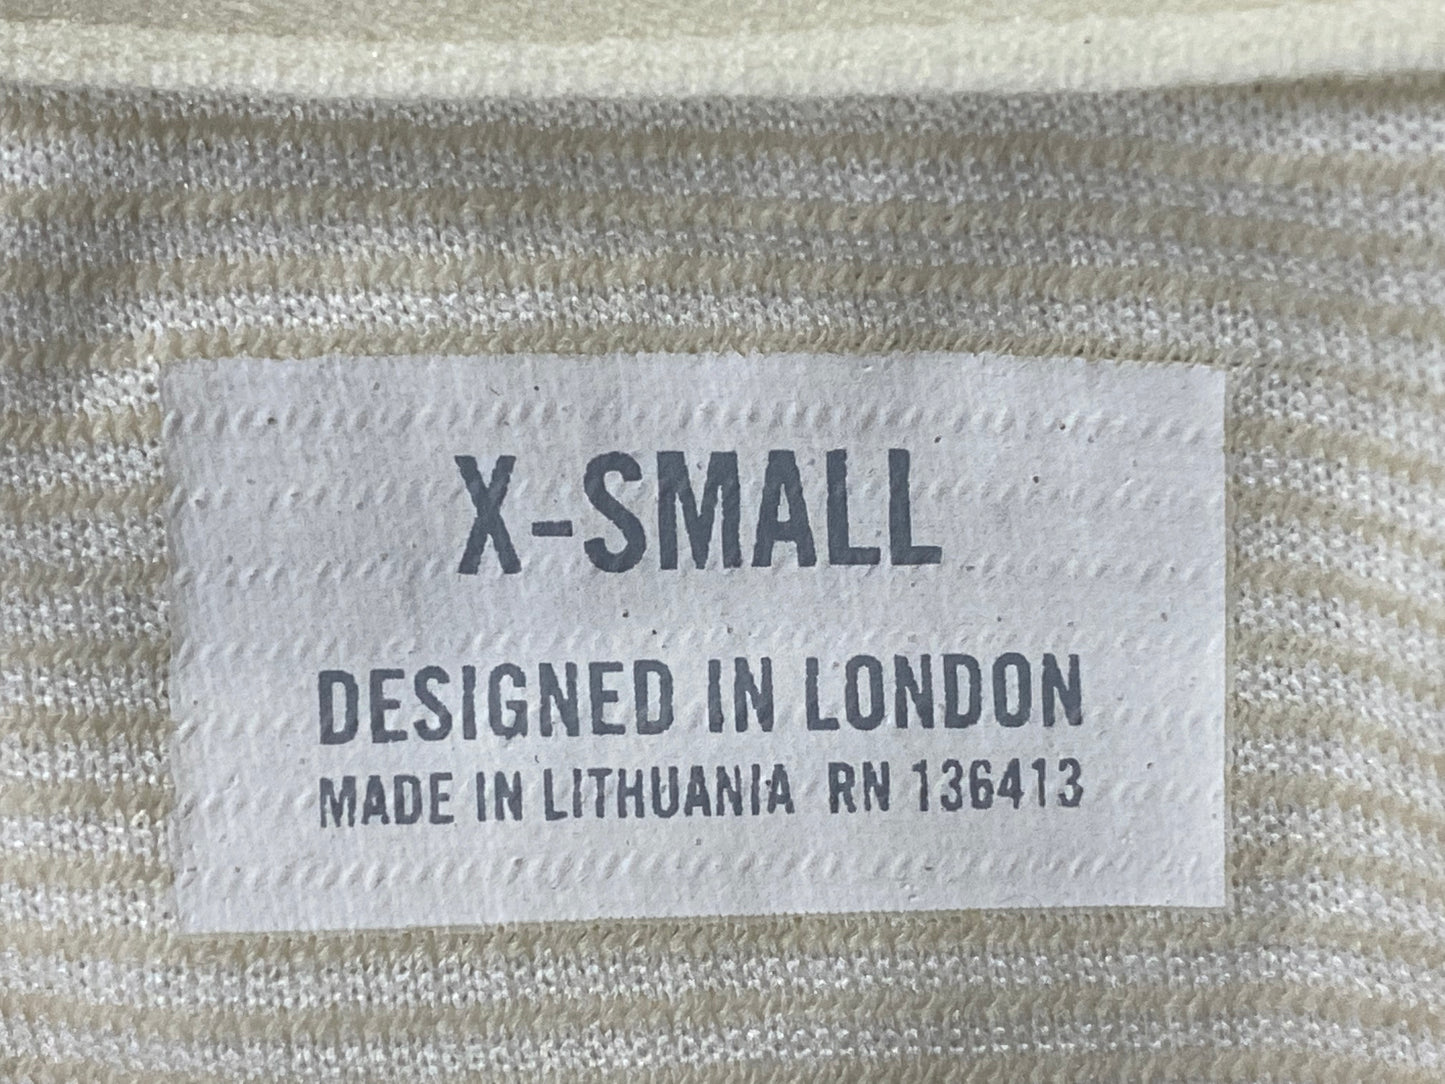 X-SMALL
DESIGNED IN LONDON
MADE IN LITHUANIA RN 136413